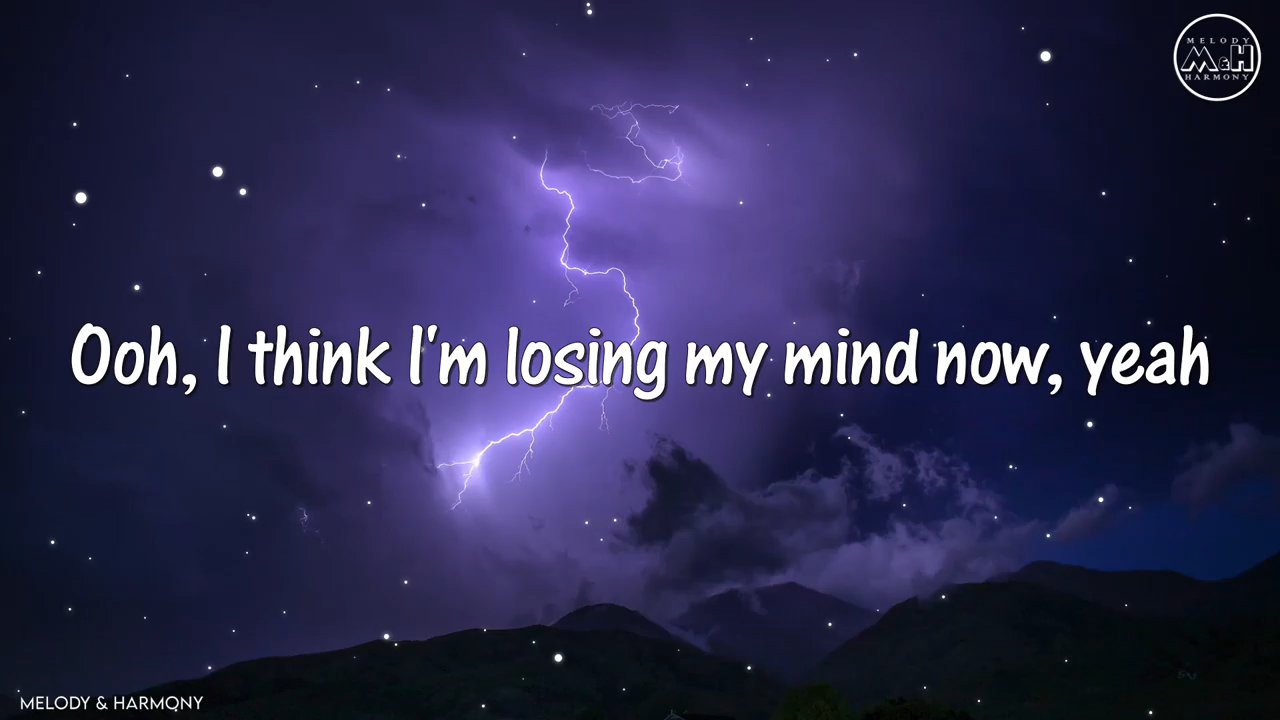 MELODY
M&H
HARMONY
Ooh, I think I'm losing my mind now, yeah
MELODY & HARMONY